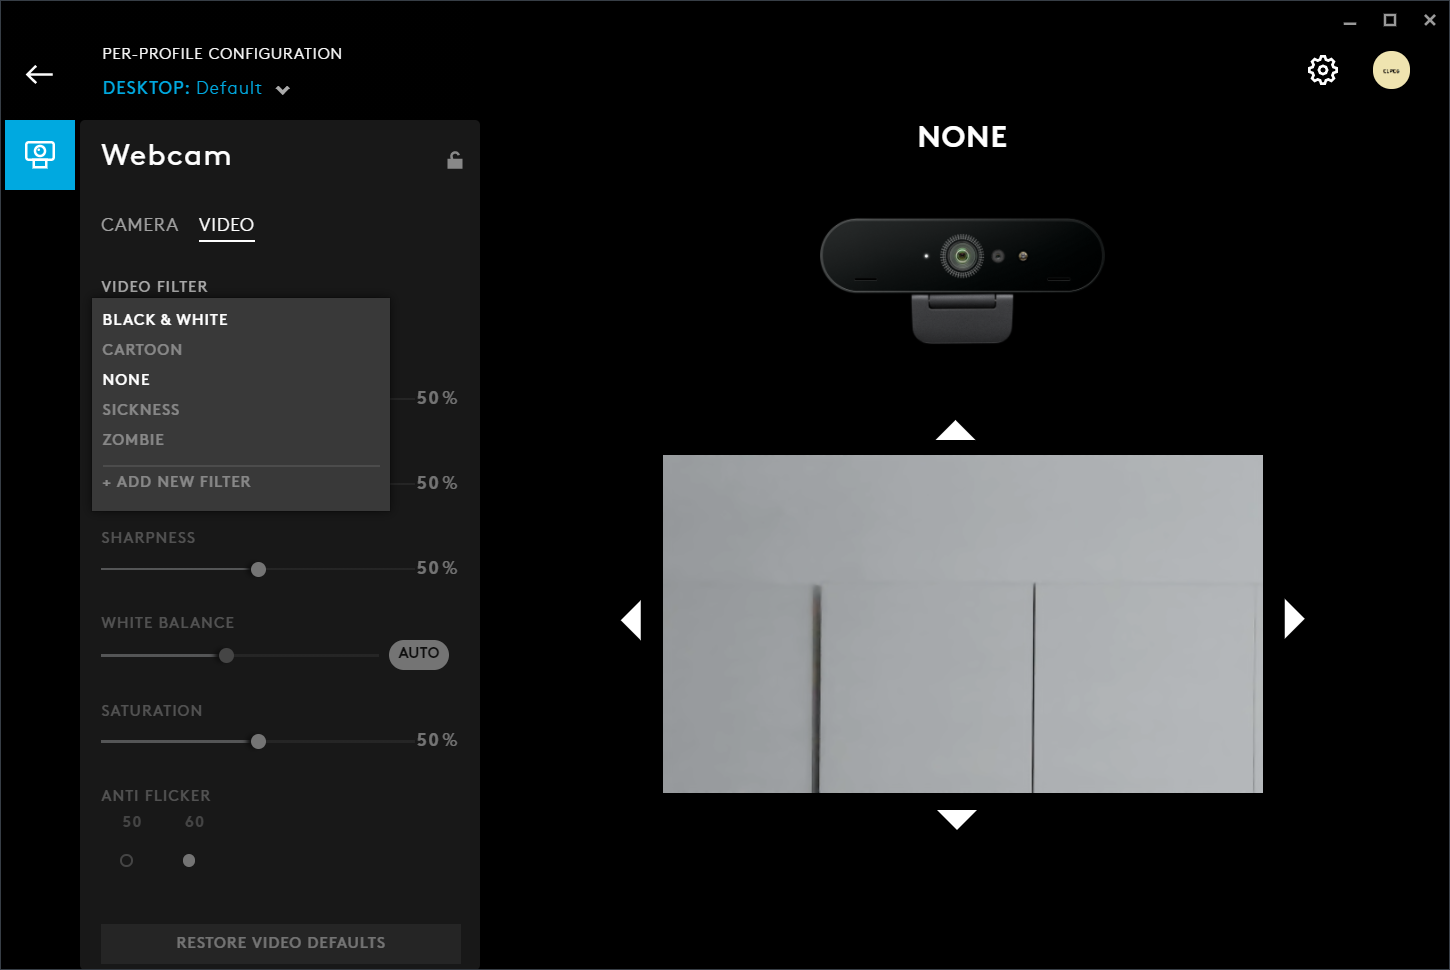 PER-PROFILE CONFIGURATION
DESKTOP: Default
NONE
Webcam
CAMERA VIDEO
VIDEO FILTER
BLACK & WHITE
CARTOON
NONE
SICKNESS
ZOMBIE
+ ADD NEW FILTER
50 %
50 %
SHARPNESS
50 %
WHITE BALANCE
AUTO
SATURATION
50 %
ANTI FLICKER
50 60
RESTORE VIDEO DEFAULTS